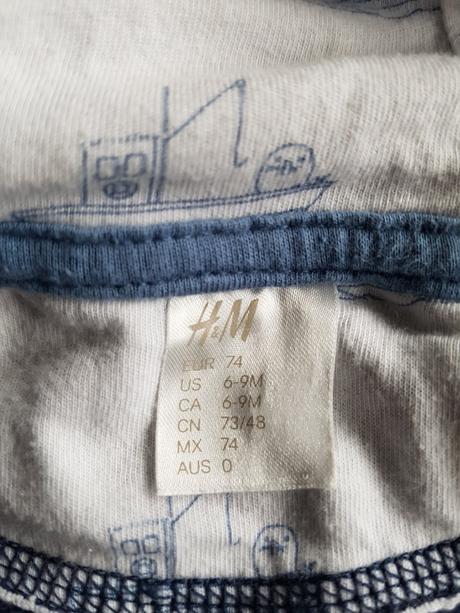 H&M
EUR 74
US 6-9M
CA 6-9M
CN 73/48
MX 74
AUS 0